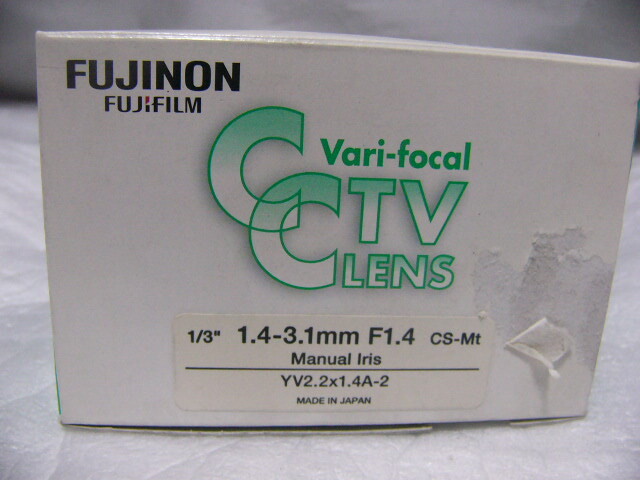 FUJINON
FUJIFILM
Vari-focal
CCTV
LENS
1/3" 1.4-3.1mm F1.4 CS-Mt
Manual Iris
YV2.2x1.4A-2
MADE IN JAPAN